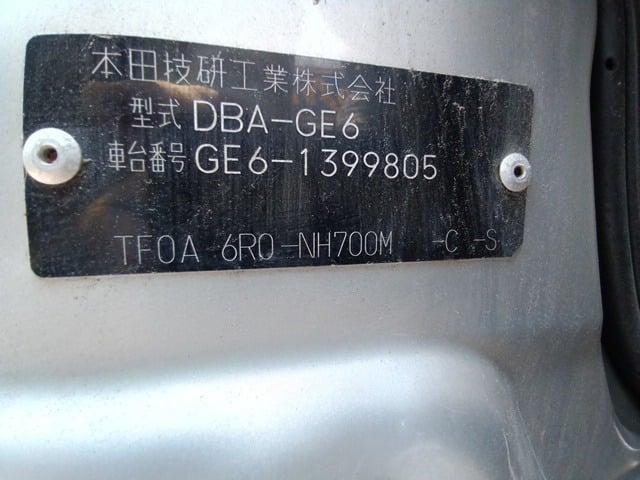 本田技研工業株式会社
型式 DBA-GE6
車台番号 GE6-1399805
TF0A 6R0-NH700M -C -S